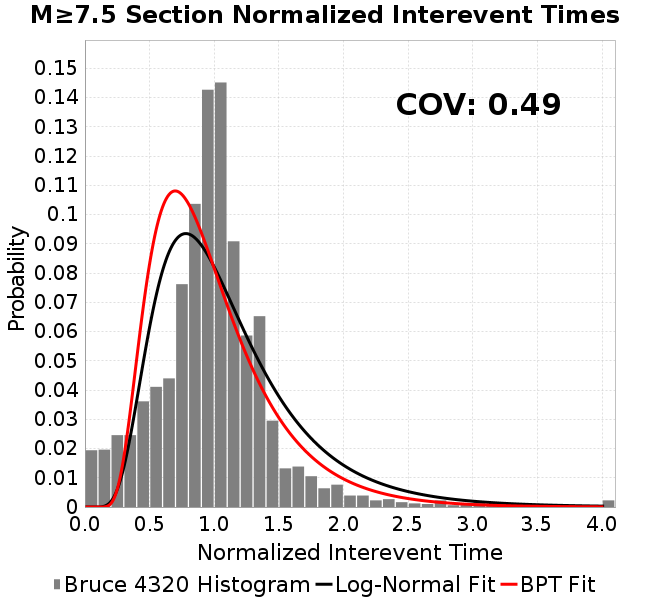 M≥7.5 Section Normalized Interevent Times
COV: 0.49
Probability
0.15
0.14
0.13
0.12
0.11
0.1
0.09
0.08
0.07
0.06
0.05
0.04
0.03
0.02
0.01
0
0.0 0.5 1.0 1.5 2.0 2.5 3.0 3.5 4.0
Normalized Interevent Time
Bruce 4320 Histogram Log-Normal Fit BPT Fit